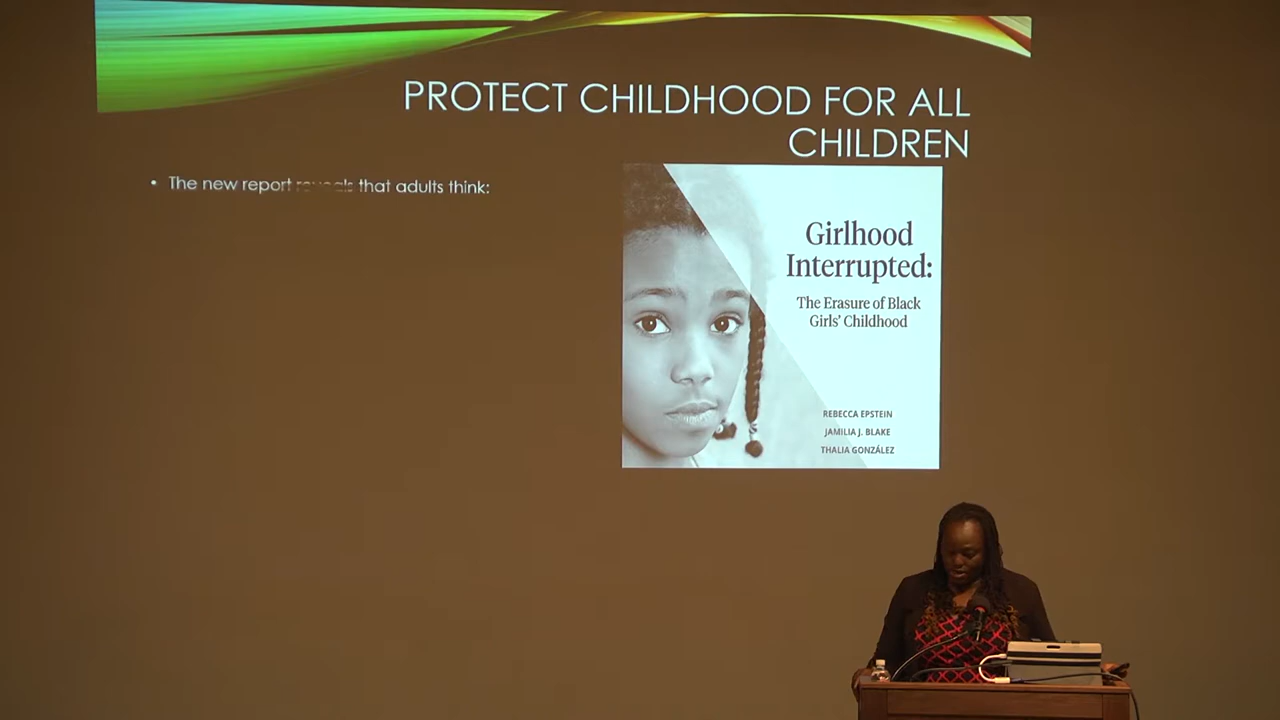 PROTECT CHILDHOOD FOR ALL
CHILDREN
• The new report reveals that adults think:
Girlhood
Interrupted:
The Erasure of Black
Girls' Childhood
REBECCA EPSTEIN
JAMILIA J. BLAKE
THALIA GONZÁLEZ